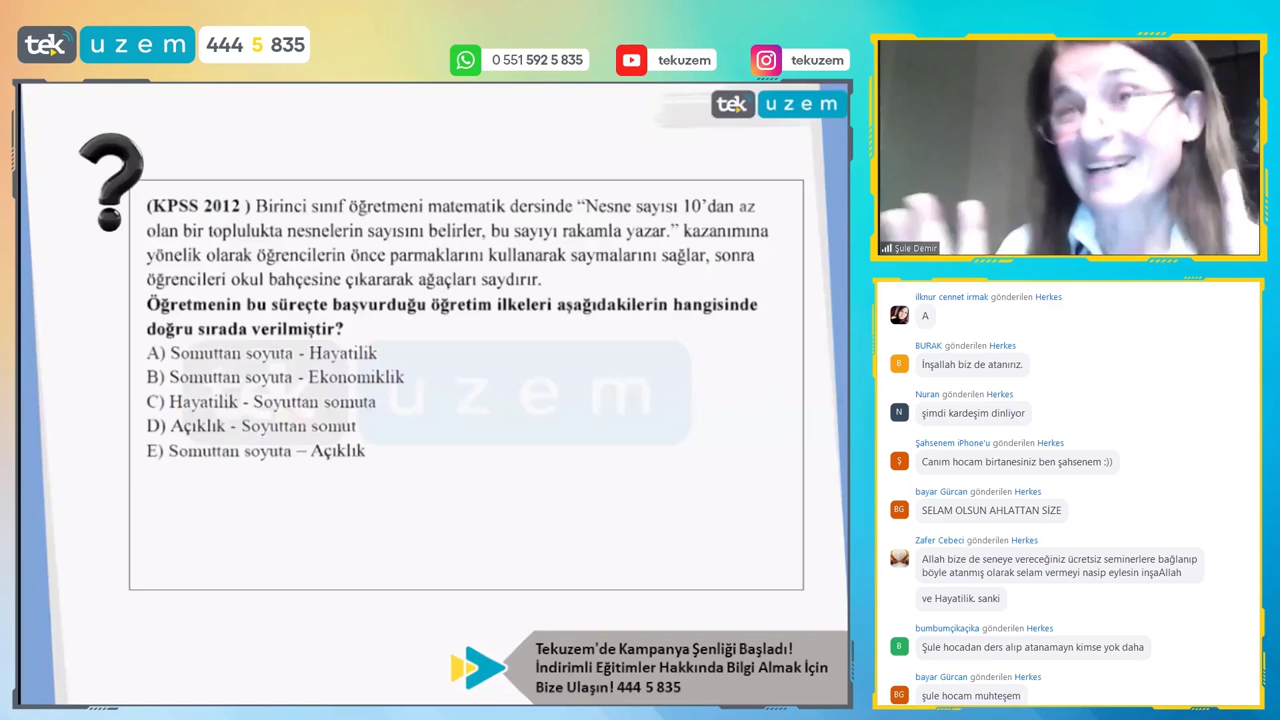 tek uzem 444 5 835
0 551 592 5 835
tekuzem
tekuzem
tek uzem
(KPSS 2012 ) Birinci sınıf öğretmeni matematik dersinde “Nesne sayısı 10’dan az
olan bir toplulukta nesnelerin sayısını belirler, bu sayıyı rakamla yazar.” kazanımına
yönelik olarak öğrencilerin önce parmaklarını kullanarak saymalarını sağlar, sonra
öğrencileri okul bahçesine çıkararak ağaçları saydırır.
Öğretmenin bu süreçte başvurduğu öğretim ilkeleri aşağıdakilerin hangisinde
doğru sırada verilmiştir?
A) Somuttan soyuta - Hayatilik
B) Somuttan soyuta - Ekonomiklik
C) Hayatilik - Soyuttan somuta
D) Açıklık - Soyuttan somut
E) Somuttan soyuta – Açıklık
tek uzem
Tekuzem'de Kampanya Şenliği Başladı!
İndirimli Eğitimler Hakkında Bilgi Almak İçin
Bize Ulaşın! 444 5 835
Şule Demir
ilknur cennet irmak gönderilen Herkes
A
BURAK gönderilen Herkes
B
İnşallah biz de atanırız.
Nuran gönderilen Herkes
N
şimdi kardeşim dinliyor
Şahsenem iPhone'u gönderilen Herkes
Ş
Canım hocam birtanesiniz ben şahsenem :))
bayar Gürcan gönderilen Herkes
BG
SELAM OLSUN AHLATTAN SİZE
Zafer Cebeci gönderilen Herkes
Allah bize de seneye vereceğiniz ücretsiz seminerlere bağlanıp
böyle atanmış olarak selam vermeyi nasip eylesin inşaAllah
ve Hayatilik. sanki
bumbumçikaçika gönderilen Herkes
B
Şule hocadan ders alıp atanamayn kimse yok daha
bayar Gürcan gönderilen Herkes
BG
şule hocam muhteşem